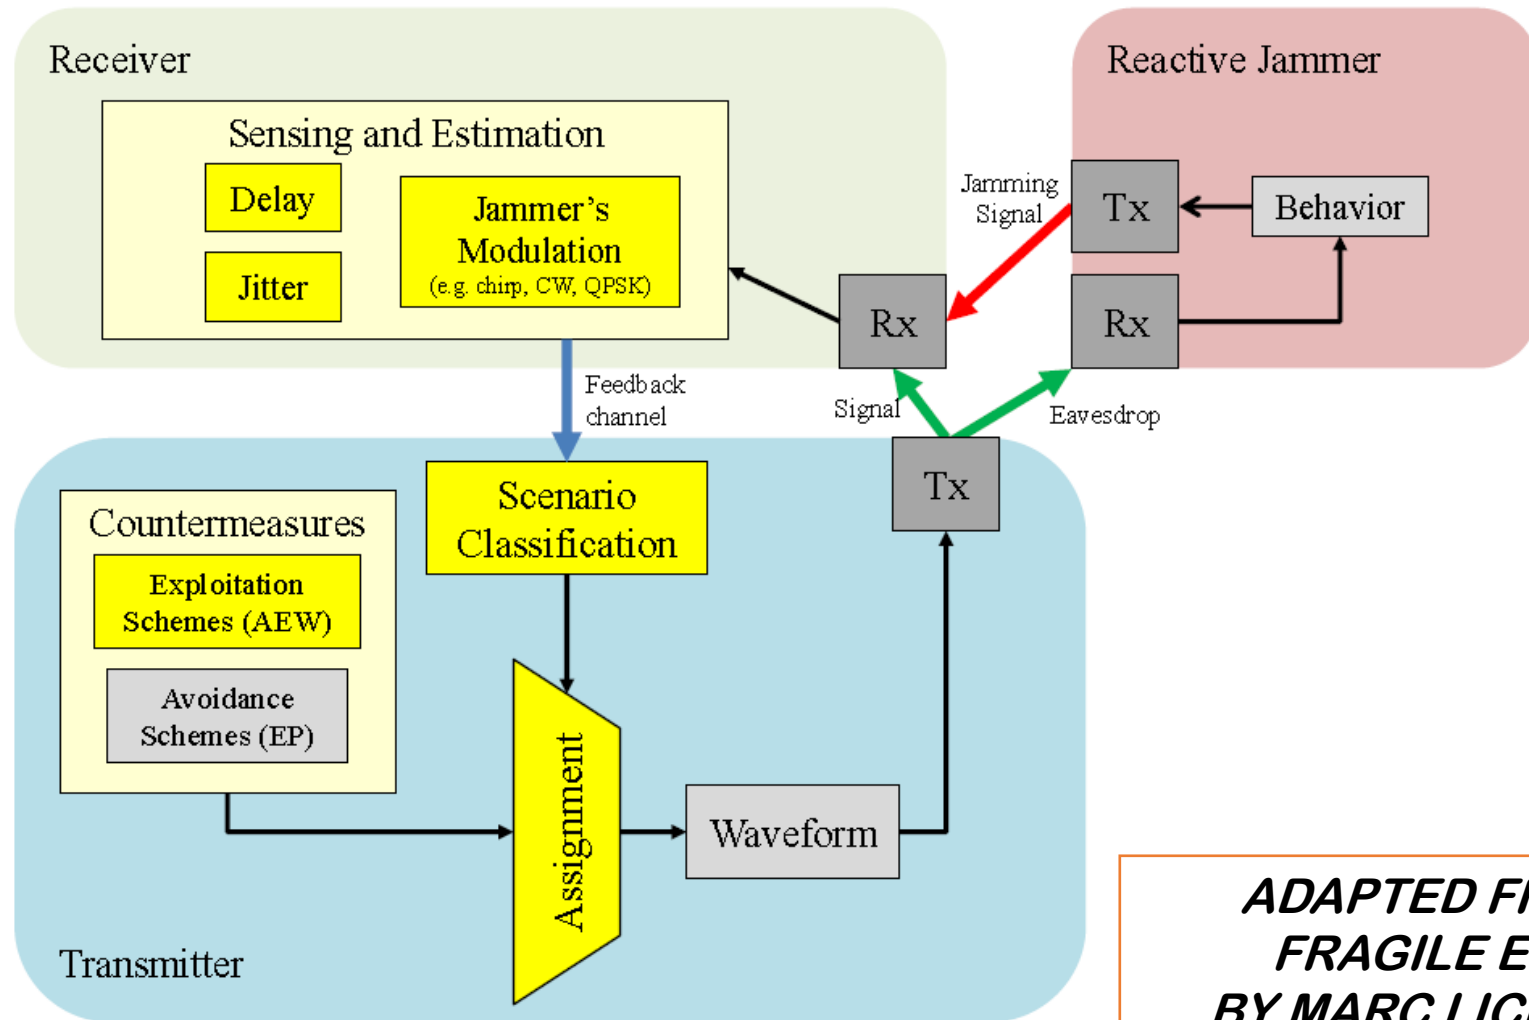 Receiver
Sensing and Estimation
Delay
Jitter
Jammer's
Modulation
(e.g. chirp, CW, QPSK)
Rx
Jamming
Signal
Reactive Jammer
Tx
Behavior
Rx
Feedback
channel
Signal
Eavesdrop
Tx
Scenario
Classification
Countermeasures
Exploitation
Schemes (AEW)
Avoidance
Schemes (EP)
Assignment
Waveform
Transmitter
ADAPTED
FRAGILE
BY MARC